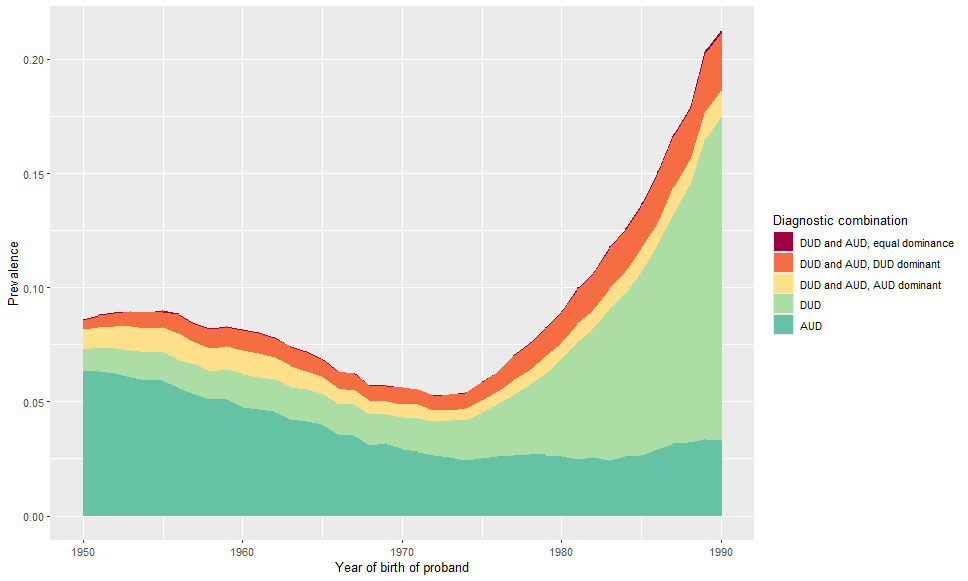 0.20
0.15
0.10
0.05
0.00
Prevalence
1950
1960
1970
1980
1990
Year of birth of proband
Diagnostic combination
DUD and AUD, equal dominance
DUD and AUD, DUD dominant
DUD and AUD, AUD dominant
DUD
AUD